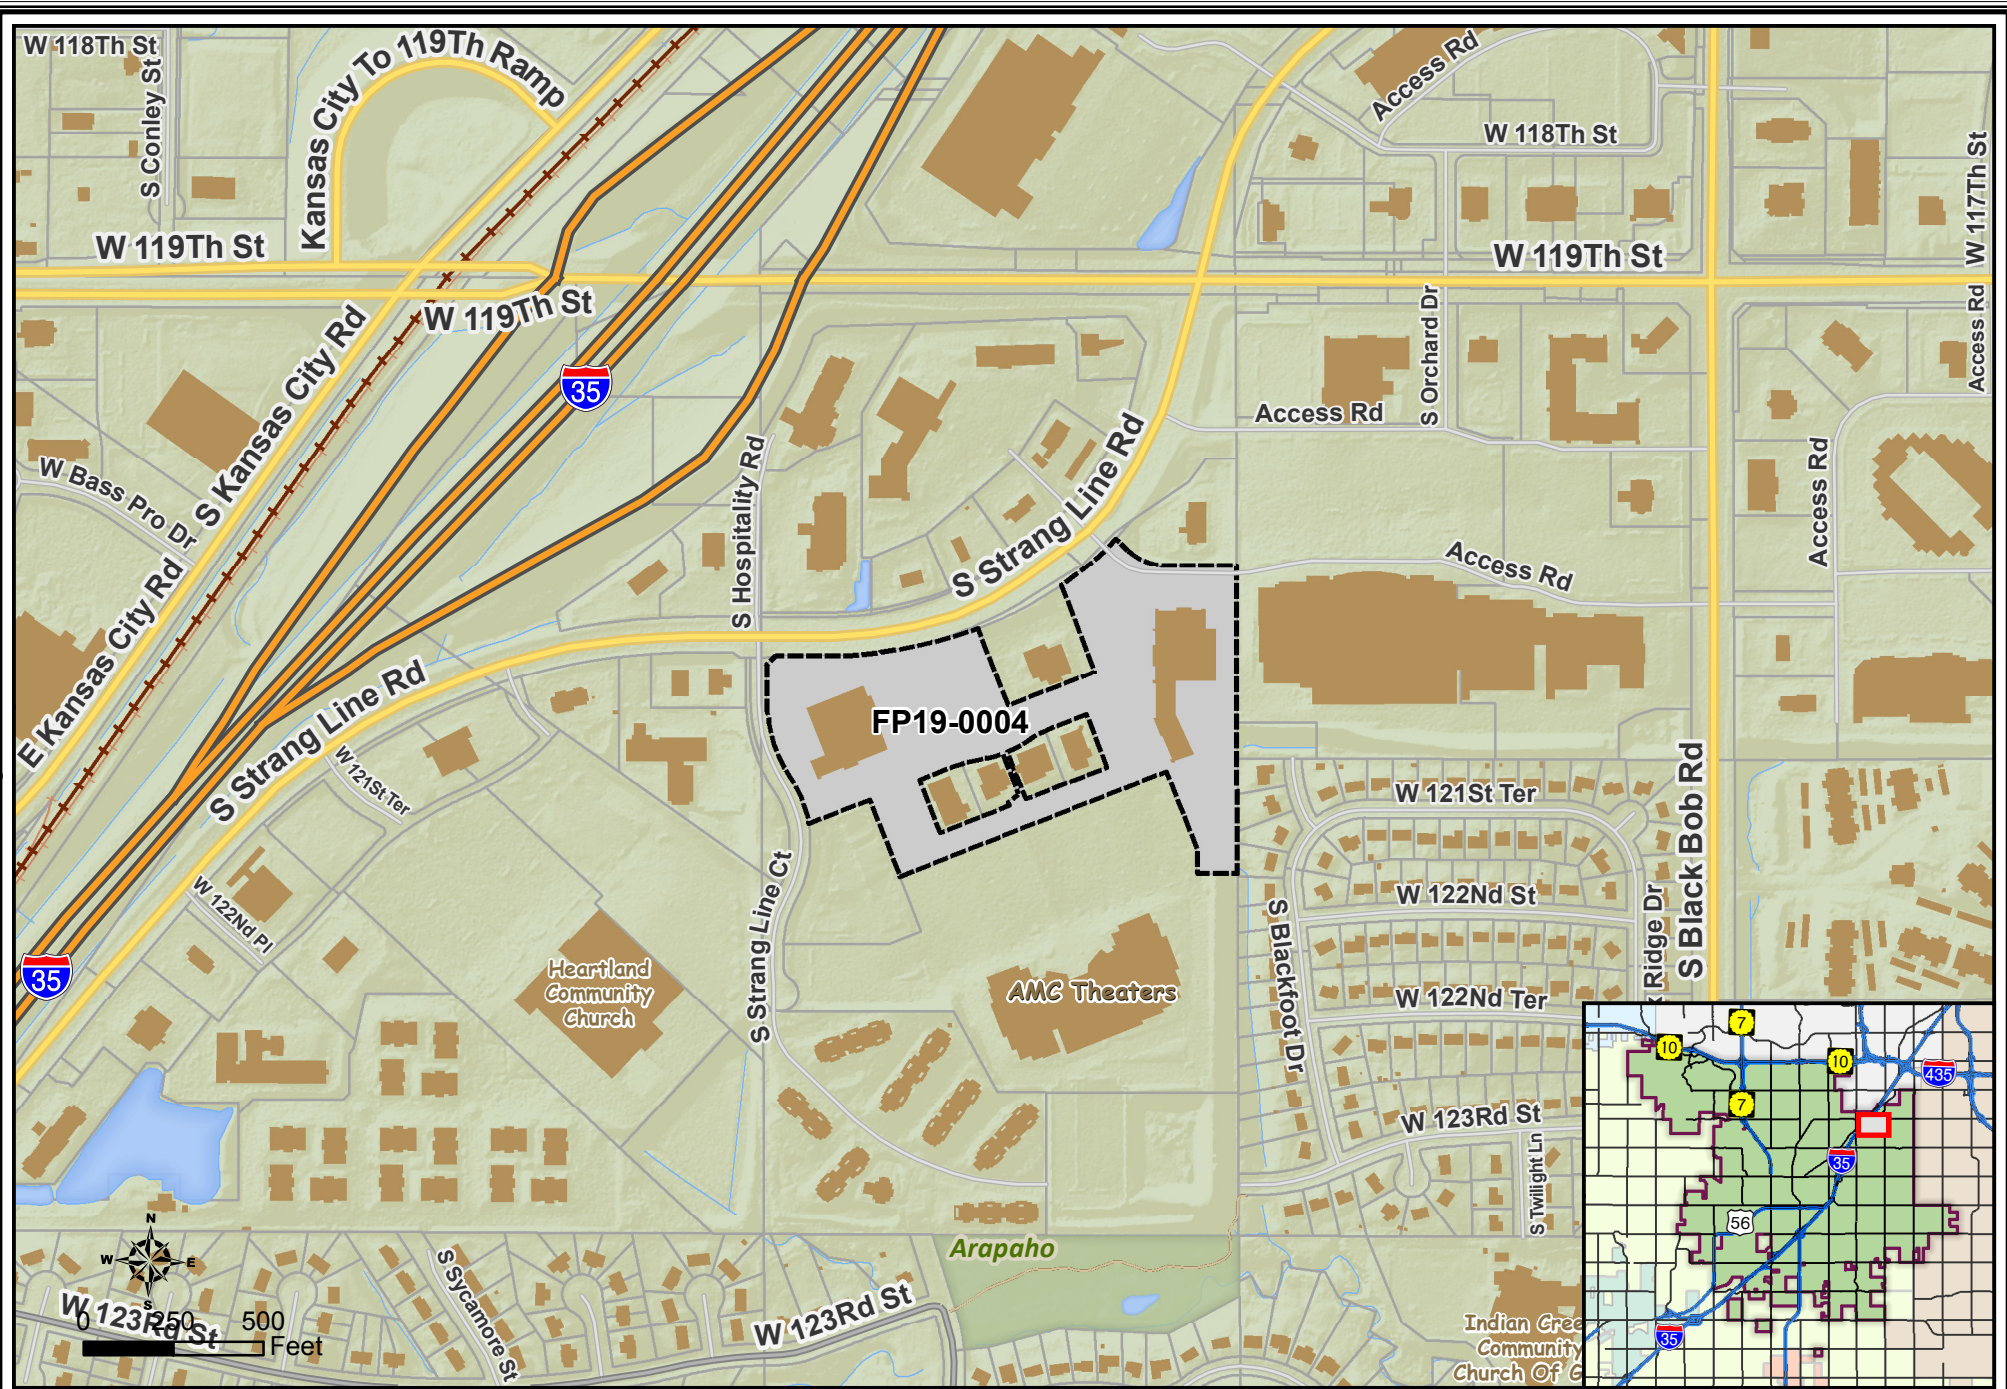 W 118Th St
S Conley St
Kansas City To 119Th Ramp
Access Rd
W 118Th St
W 117Th St
W 119Th St
W 119Th St
W 119Th St
S Kansas City Rd
35
S Orchard Dr
Access Rd
Access Rd
W Bass Pro Dr
S Hospitality Rd
S Strang Line Rd
Access Rd
Access Rd
E Kansas City Rd
S Strang Line Rd
FP19-0004
W 121St Ter
W 121St Ter
S Black Bob Rd
W 122Nd Pl
S Strang Line Ct
W 122Nd St
S Blackfoot Dr
Ridge Dr
35
Heartland
Community
Church
AMC Theaters
W 122Nd Ter
W 123Rd St
S Twilight Ln
Arapaho
S Sycamore St
W 123Rd St
W 123Rd St
Indian Cree
Community
Church Of G
N
W
E
S
0
250
500
Feet
7
10
10
435
7
35
56
35